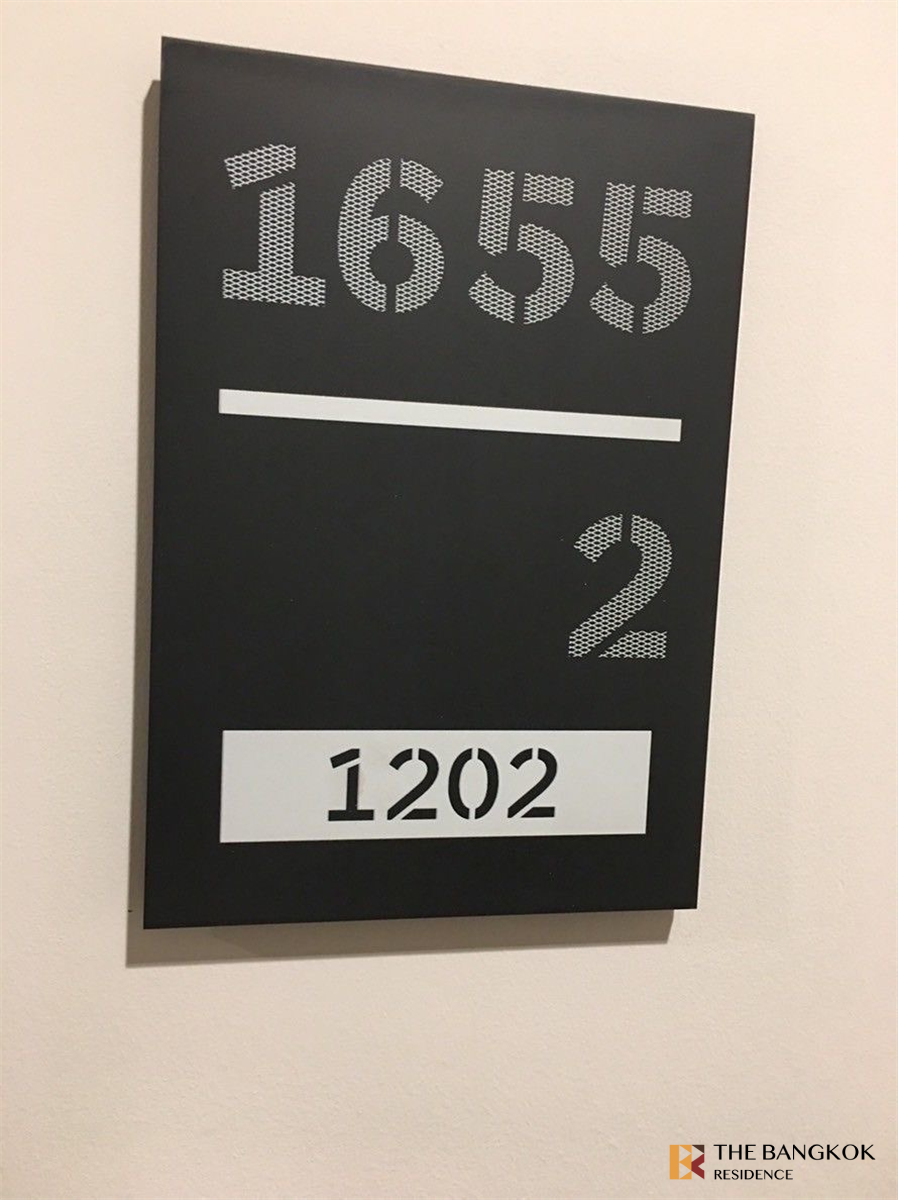 1655
2
1202
THE BANGKOK
RESIDENCE